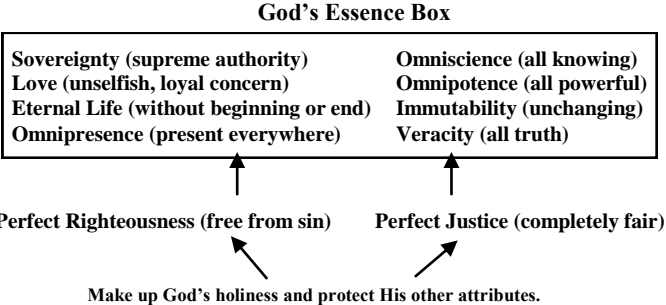 God's Essence Box
Sovereignty (supreme authority) Omniscience (all knowing)
Love (unselfish, loyal concern) Omnipotence (all powerful)
Eternal Life (without beginning or end) Immutability (unchanging)
Omnipresence (present everywhere) Veracity (all truth)
Perfect Righteousness (free from sin) Perfect Justice (completely fair)
Make up God's holiness and protect His other attributes.